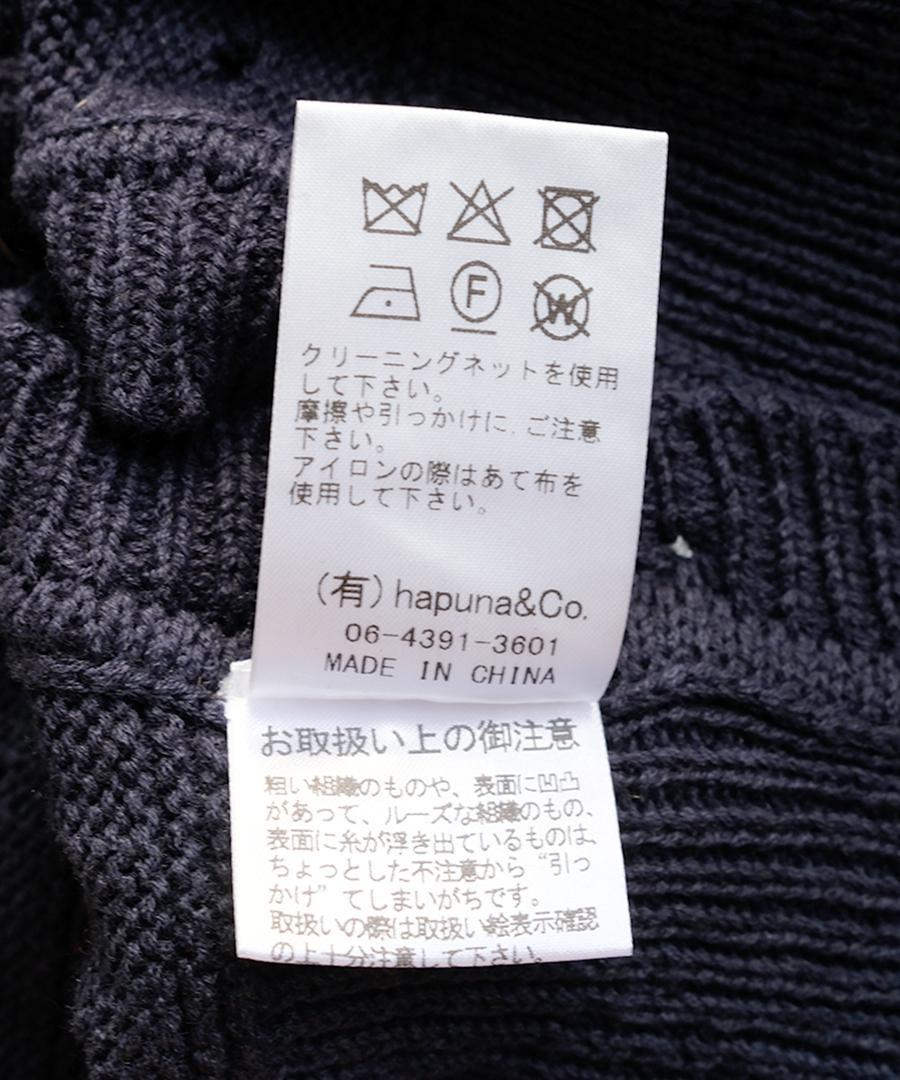 F
W
クリーニングネットを使用
して下さい。
摩擦や引っかけに、ご注意
下さい。
アイロンの際はあて布を
使用して下さい。
(有)hapuna&Co.
06-4391-3601
MADE IN CHINA
お取扱い上の御注意
粗い組織のものや、表面に凹凸
があって、ルーズな組織のもの、
表面に糸が浮き出ているものは、
ちょっとした不注意から“引っ
かけ”てしまいがちです。
取扱いの際は取扱い絵表示確認
の上十分注意して下さい。